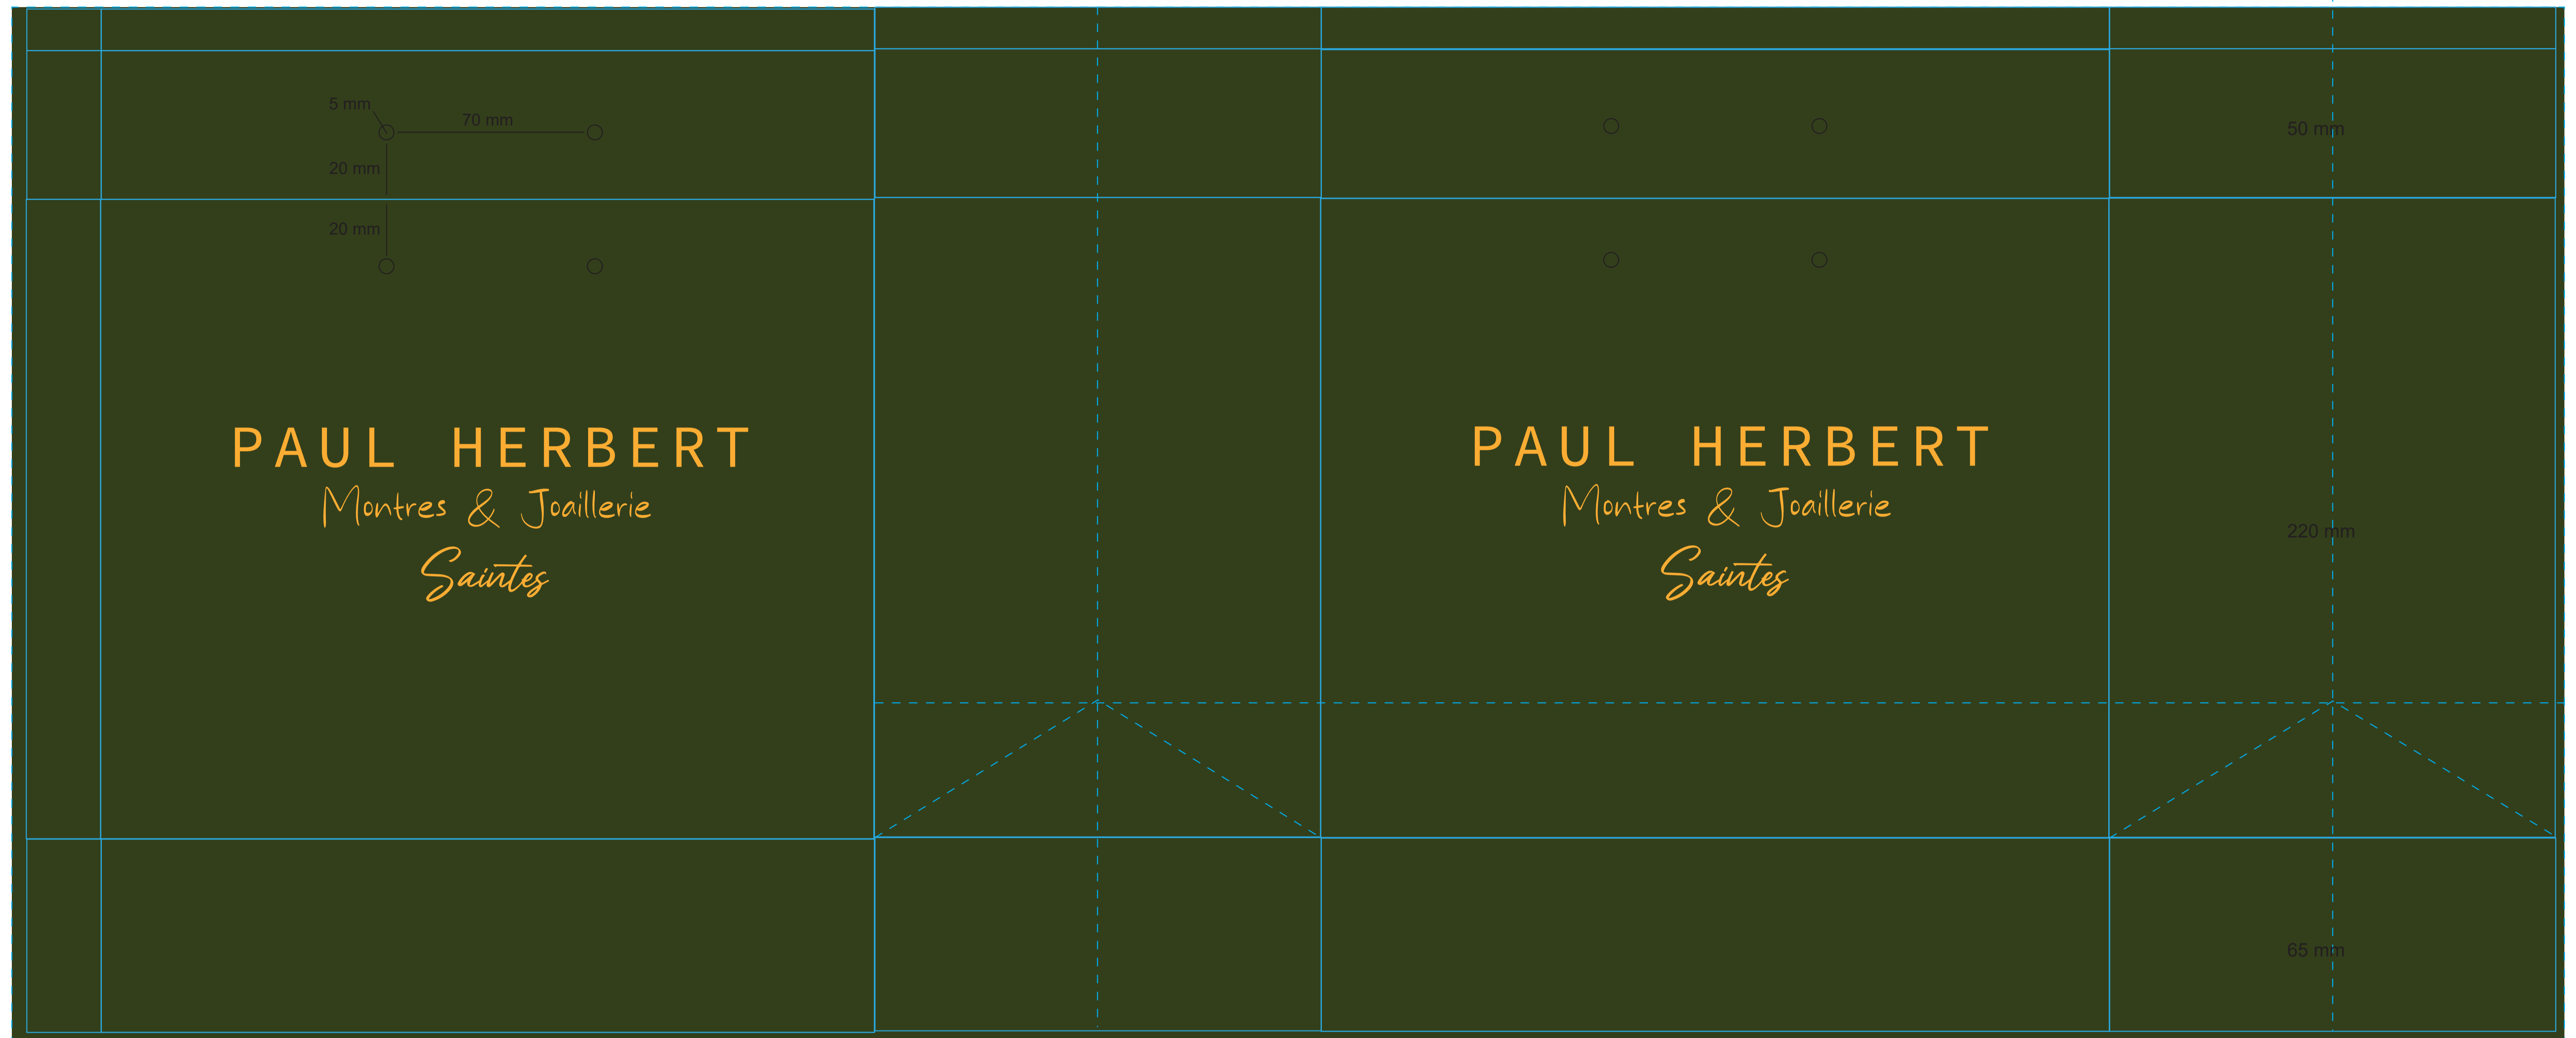 5 mm
70 mm
50 mm
20 mm
20 mm
PAUL HERBERT
Montres & Joaillerie
Saintes
PAUL HERBERT
Montres & Joaillerie
Saintes
220 mm
65 mm